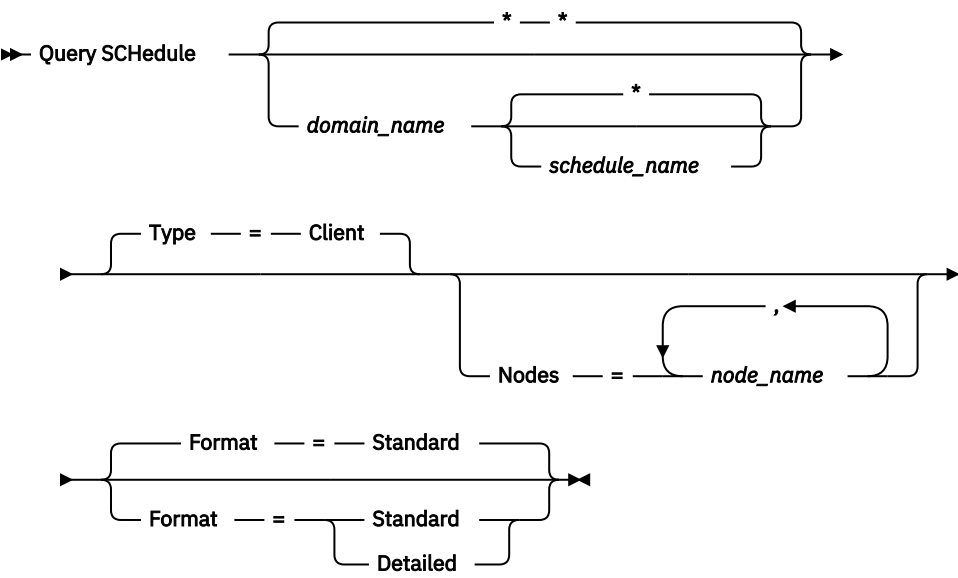 * *
Query SCHedule
*
domain_name
schedule_name
Type = Client
,
Nodes = node_name
Format = Standard
Format = Standard
Detailed